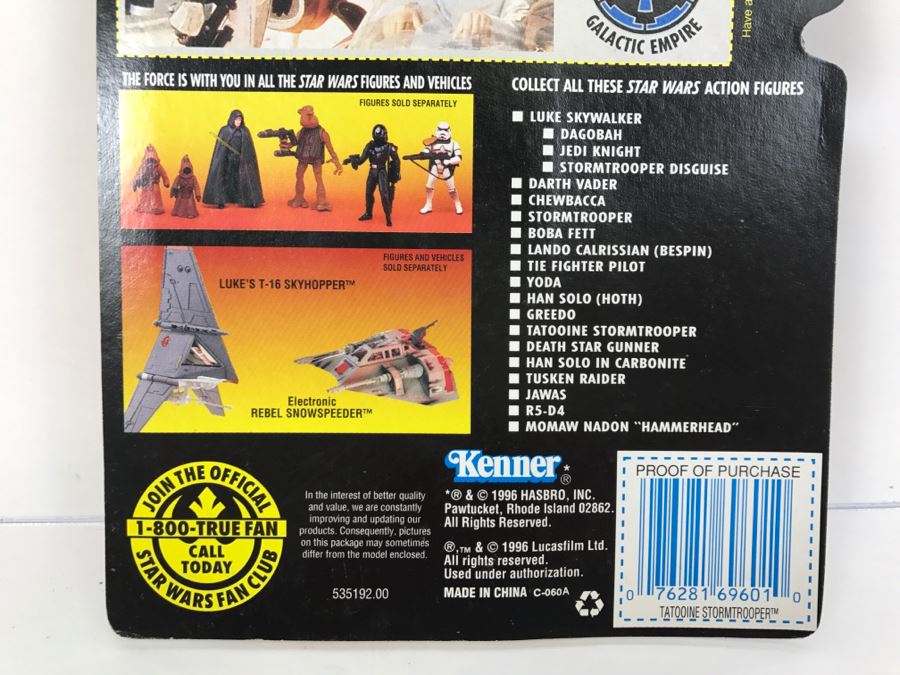 GALACTIC EMPIRE
Have a
THE FORCE IS WITH YOU IN ALL THE STAR WARS FIGURES AND VEHICLES
FIGURES SOLD SEPARATELY
FIGURES AND VEHICLES
SOLD SEPARATELY
LUKE'S T-16 SKYHOPPER™
Electronic
REBEL SNOWSPEEDER™
COLLECT ALL THESE STAR WARS ACTION FIGURES
■ LUKE SKYWALKER
■ DAGOBAH
■ JEDI KNIGHT
■ STORMTROOPER DISGUISE
■ DARTH VADER
■ CHEWBACCA
■ STORMTROOPER
■ BOBA FETT
■ LANDO CALRISSIAN (BESPIN)
■ TIE FIGHTER PILOT
■ YODA
■ HAN SOLO (HOTH)
■ GREEDO
■ TATOOINE STORMTROOPER
■ DEATH STAR GUNNER
■ HAN SOLO IN CARBONITE
■ TUSKEN RAIDER
■ JAWAS
■ R5-D4
■ MOMAW NADON "HAMMERHEAD"
JOIN THE OFFICIAL
1-800-TRUE FAN
CALL
TODAY
STAR WARS FAN CLUB
In the interest of better quality
and value, we are constantly
improving and updating our
products. Consequently, pictures
on this package may sometimes
differ from the model enclosed.
535192.00
Kenner*®
*® & © 1996 HASBRO, INC.
Pawtucket, Rhode Island 02862.
All Rights Reserved.
®,™ & © 1996 Lucasfilm Ltd.
All rights reserved.
Used under authorization.
MADE IN CHINA C-060A
PROOF OF PURCHASE
0 76281 69601 0
TATOOINE STORMTROOPER™